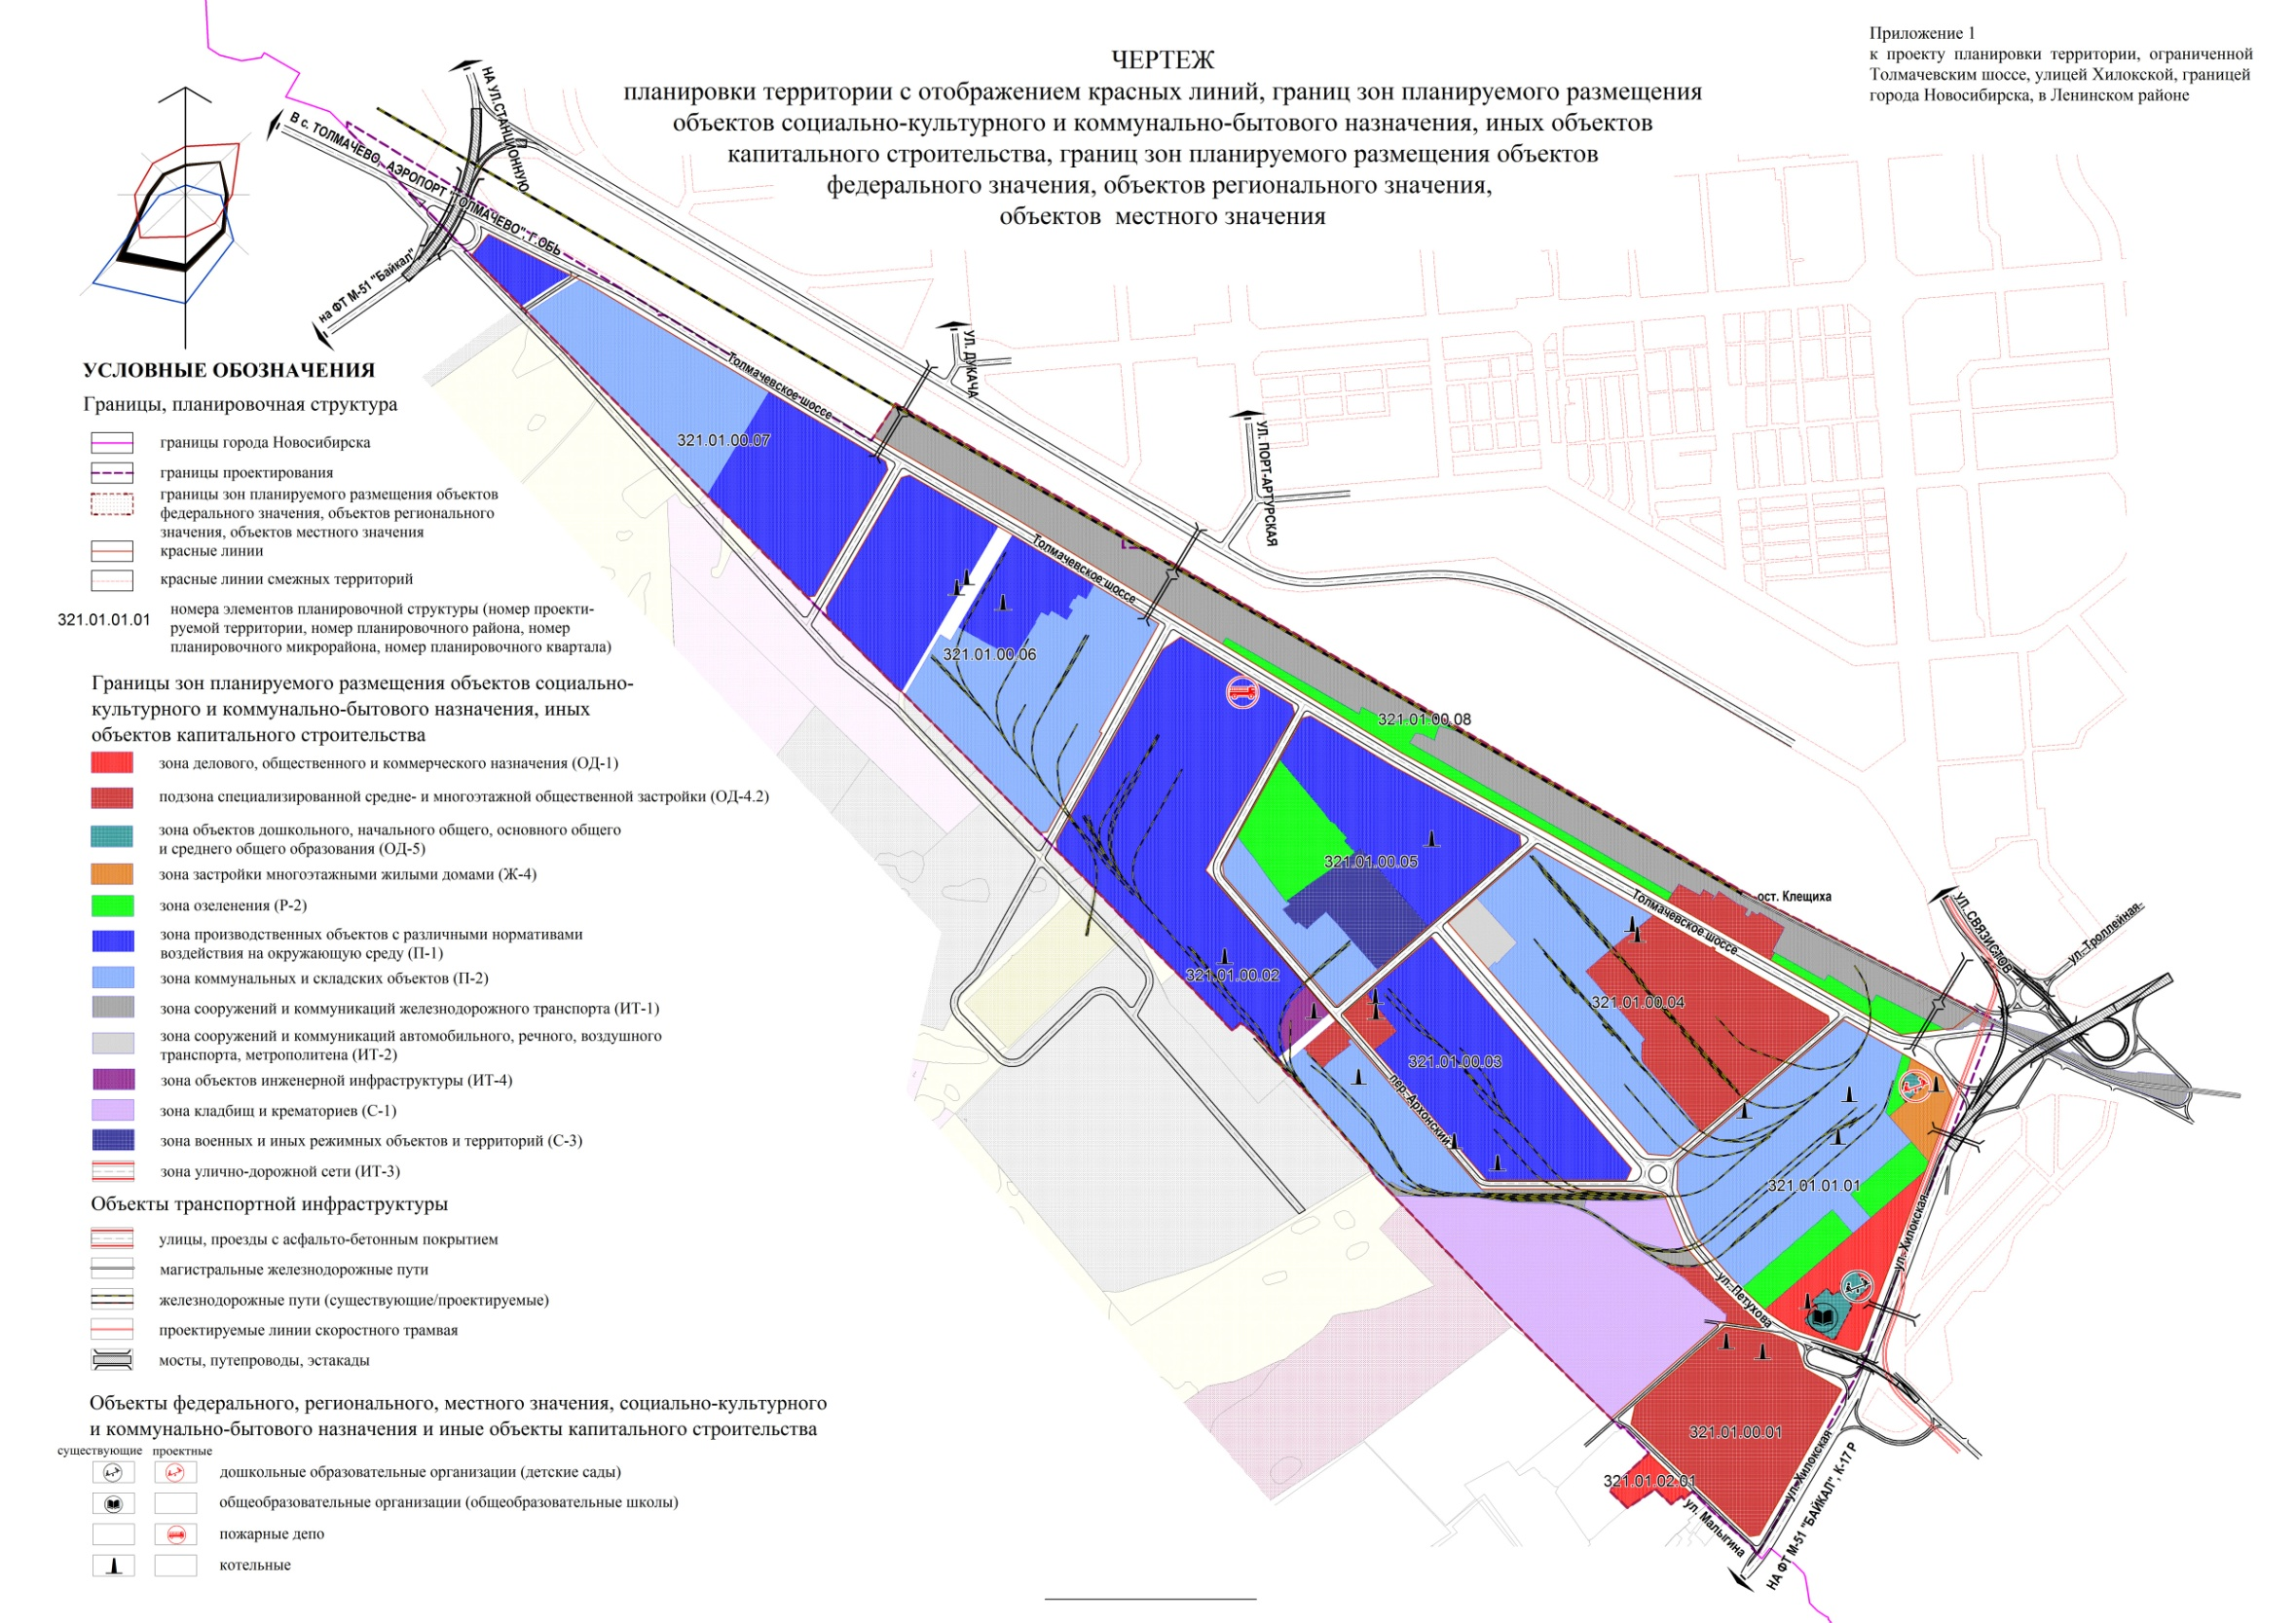 Приложение 1
к проекту планировки территории, ограниченной
Толмачевским шоссе, улицей Хилокской, границей
города Новосибирска, в Ленинском районе
ЧЕРТЕЖ
планировки территории с отображением красных линий, границ зон планируемого размещения
объектов социально-культурного и коммунально-бытового назначения, иных объектов
капитального строительства, границ зон планируемого размещения объектов
федерального значения, объектов регионального значения,
объектов местного значения
НА УЛ.СТАНЦИОННУЮ
В с. ТОЛМАЧЕВО, АЭРОПОРТ "ТОЛМАЧЕВО", Г.ОБЬ
на ФТ М-51 "Байкал"
УЛ. ДУКАЧА
УЛ. ПОРТ-АРТУРСКАЯ
Толмачевское шоссе
321.01.00.07
Толмачевское шоссе
321.01.00.06
321.01.00.08
321.01.00.05
ост. Клещиха
Толмачевское шоссе
УЛ. СВЯЗИСТОВ
ул. Троллейная
321.01.00.02
321.01.00.04
321.01.00.03
пер. Архонский
321.01.01.01
ул. Хилокская
ул. Петухова
321.01.00.01
321.01.02.01
ул. Хилокская
ул. Малыгина
НА ФТ М-51 "БАЙКАЛ", К-17 Р
УСЛОВНЫЕ ОБОЗНАЧЕНИЯ
Границы, планировочная структура
границы города Новосибирска
границы проектирования
границы зон планируемого размещения объектов
федерального значения, объектов регионального
значения, объектов местного значения
красные линии
красные линии смежных территорий
321.01.01.01
номера элементов планировочной структуры (номер проекти-
руемой территории, номер планировочного района, номер
планировочного микрорайона, номер планировочного квартала)
Границы зон планируемого размещения объектов социально-
культурного и коммунально-бытового назначения, иных
объектов капитального строительства
зона делового, общественного и коммерческого назначения (ОД-1)
подзона специализированной средне- и многоэтажной общественной застройки (ОД-4.2)
зона объектов дошкольного, начального общего, основного общего
и среднего общего образования (ОД-5)
зона застройки многоэтажными жилыми домами (Ж-4)
зона озеленения (Р-2)
зона производственных объектов с различными нормативами
воздействия на окружающую среду (П-1)
зона коммунальных и складских объектов (П-2)
зона сооружений и коммуникаций железнодорожного транспорта (ИТ-1)
зона сооружений и коммуникаций автомобильного, речного, воздушного
транспорта, метрополитена (ИТ-2)
зона объектов инженерной инфраструктуры (ИТ-4)
зона кладбищ и крематориев (С-1)
зона военных и иных режимных объектов и территорий (С-3)
зона улично-дорожной сети (ИТ-3)
Объекты транспортной инфраструктуры
улицы, проезды с асфальто-бетонным покрытием
магистральные железнодорожные пути
железнодорожные пути (существующие/проектируемые)
проектируемые линии скоростного трамвая
мосты, путепроводы, эстакады
Объекты федерального, регионального, местного значения, социально-культурного
и коммунально-бытового назначения и иные объекты капитального строительства
существующие проектные
дошкольные образовательные организации (детские сады)
общеобразовательные организации (общеобразовательные школы)
пожарные депо
котельные